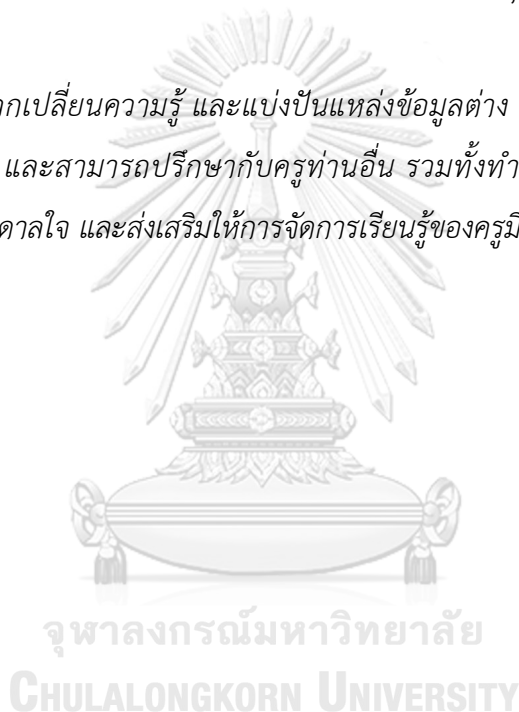 กเปลี่ยนความรู้ และแบ่งปันแหล่งข้อมูลต่าง
และสามารถปรึกษากับครูท่านอื่น รวมทั้งทำ
ดาลใจ และส่งเสริมให้การจัดการเรียนรู้ของครูมี
จุฬาลงกรณ์มหาวิทยาลัย
CHULALONGKORN UNIVERSITY